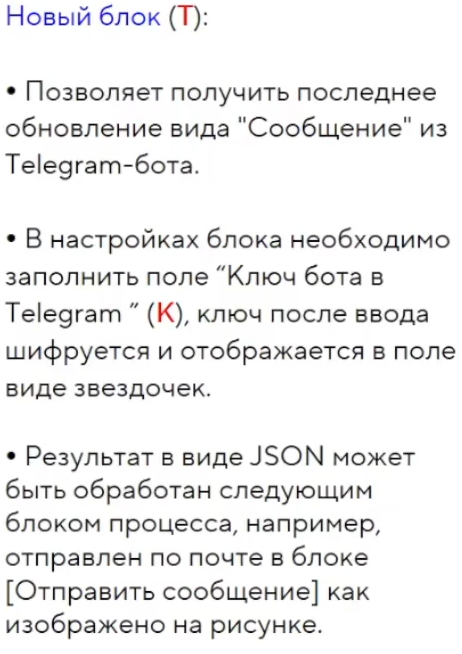 Новый блок (Т):
• Позволяет получить последнее
обновление вида "Сообщение" из
Telegram-бота.
• В настройках блока необходимо
заполнить поле “Ключ бота в
Telegram ” (К), ключ после ввода
шифруется и отображается в поле
виде звездочек.
• Результат в виде JSON может
быть обработан следующим
блоком процесса, например,
отправлен по почте в блоке
[Отправить сообщение] как
изображено на рисунке.